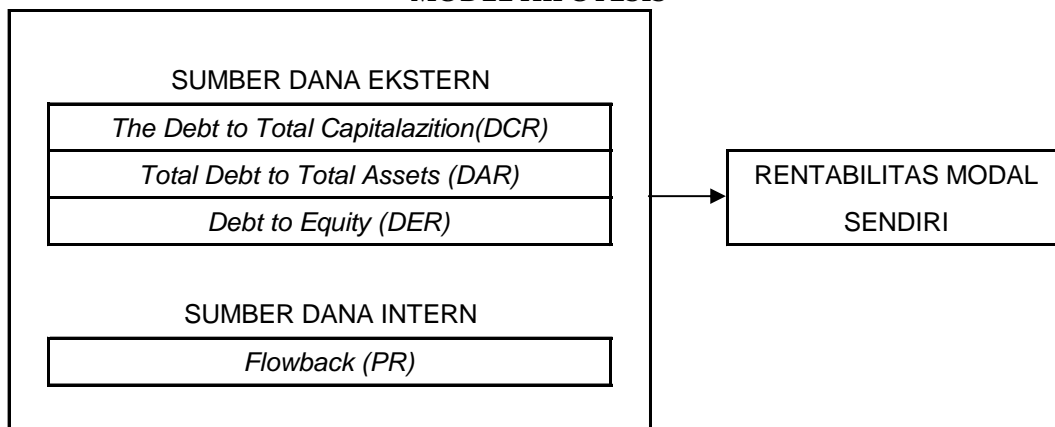 SUMBER DANA EKSTERN
The Debt to Total Capitalazition(DCR)
Total Debt to Total Assets (DAR)
Debt to Equity (DER)
SUMBER DANA INTERN
Flowback (PR)
RENTABILITAS MODAL
SENDIRI